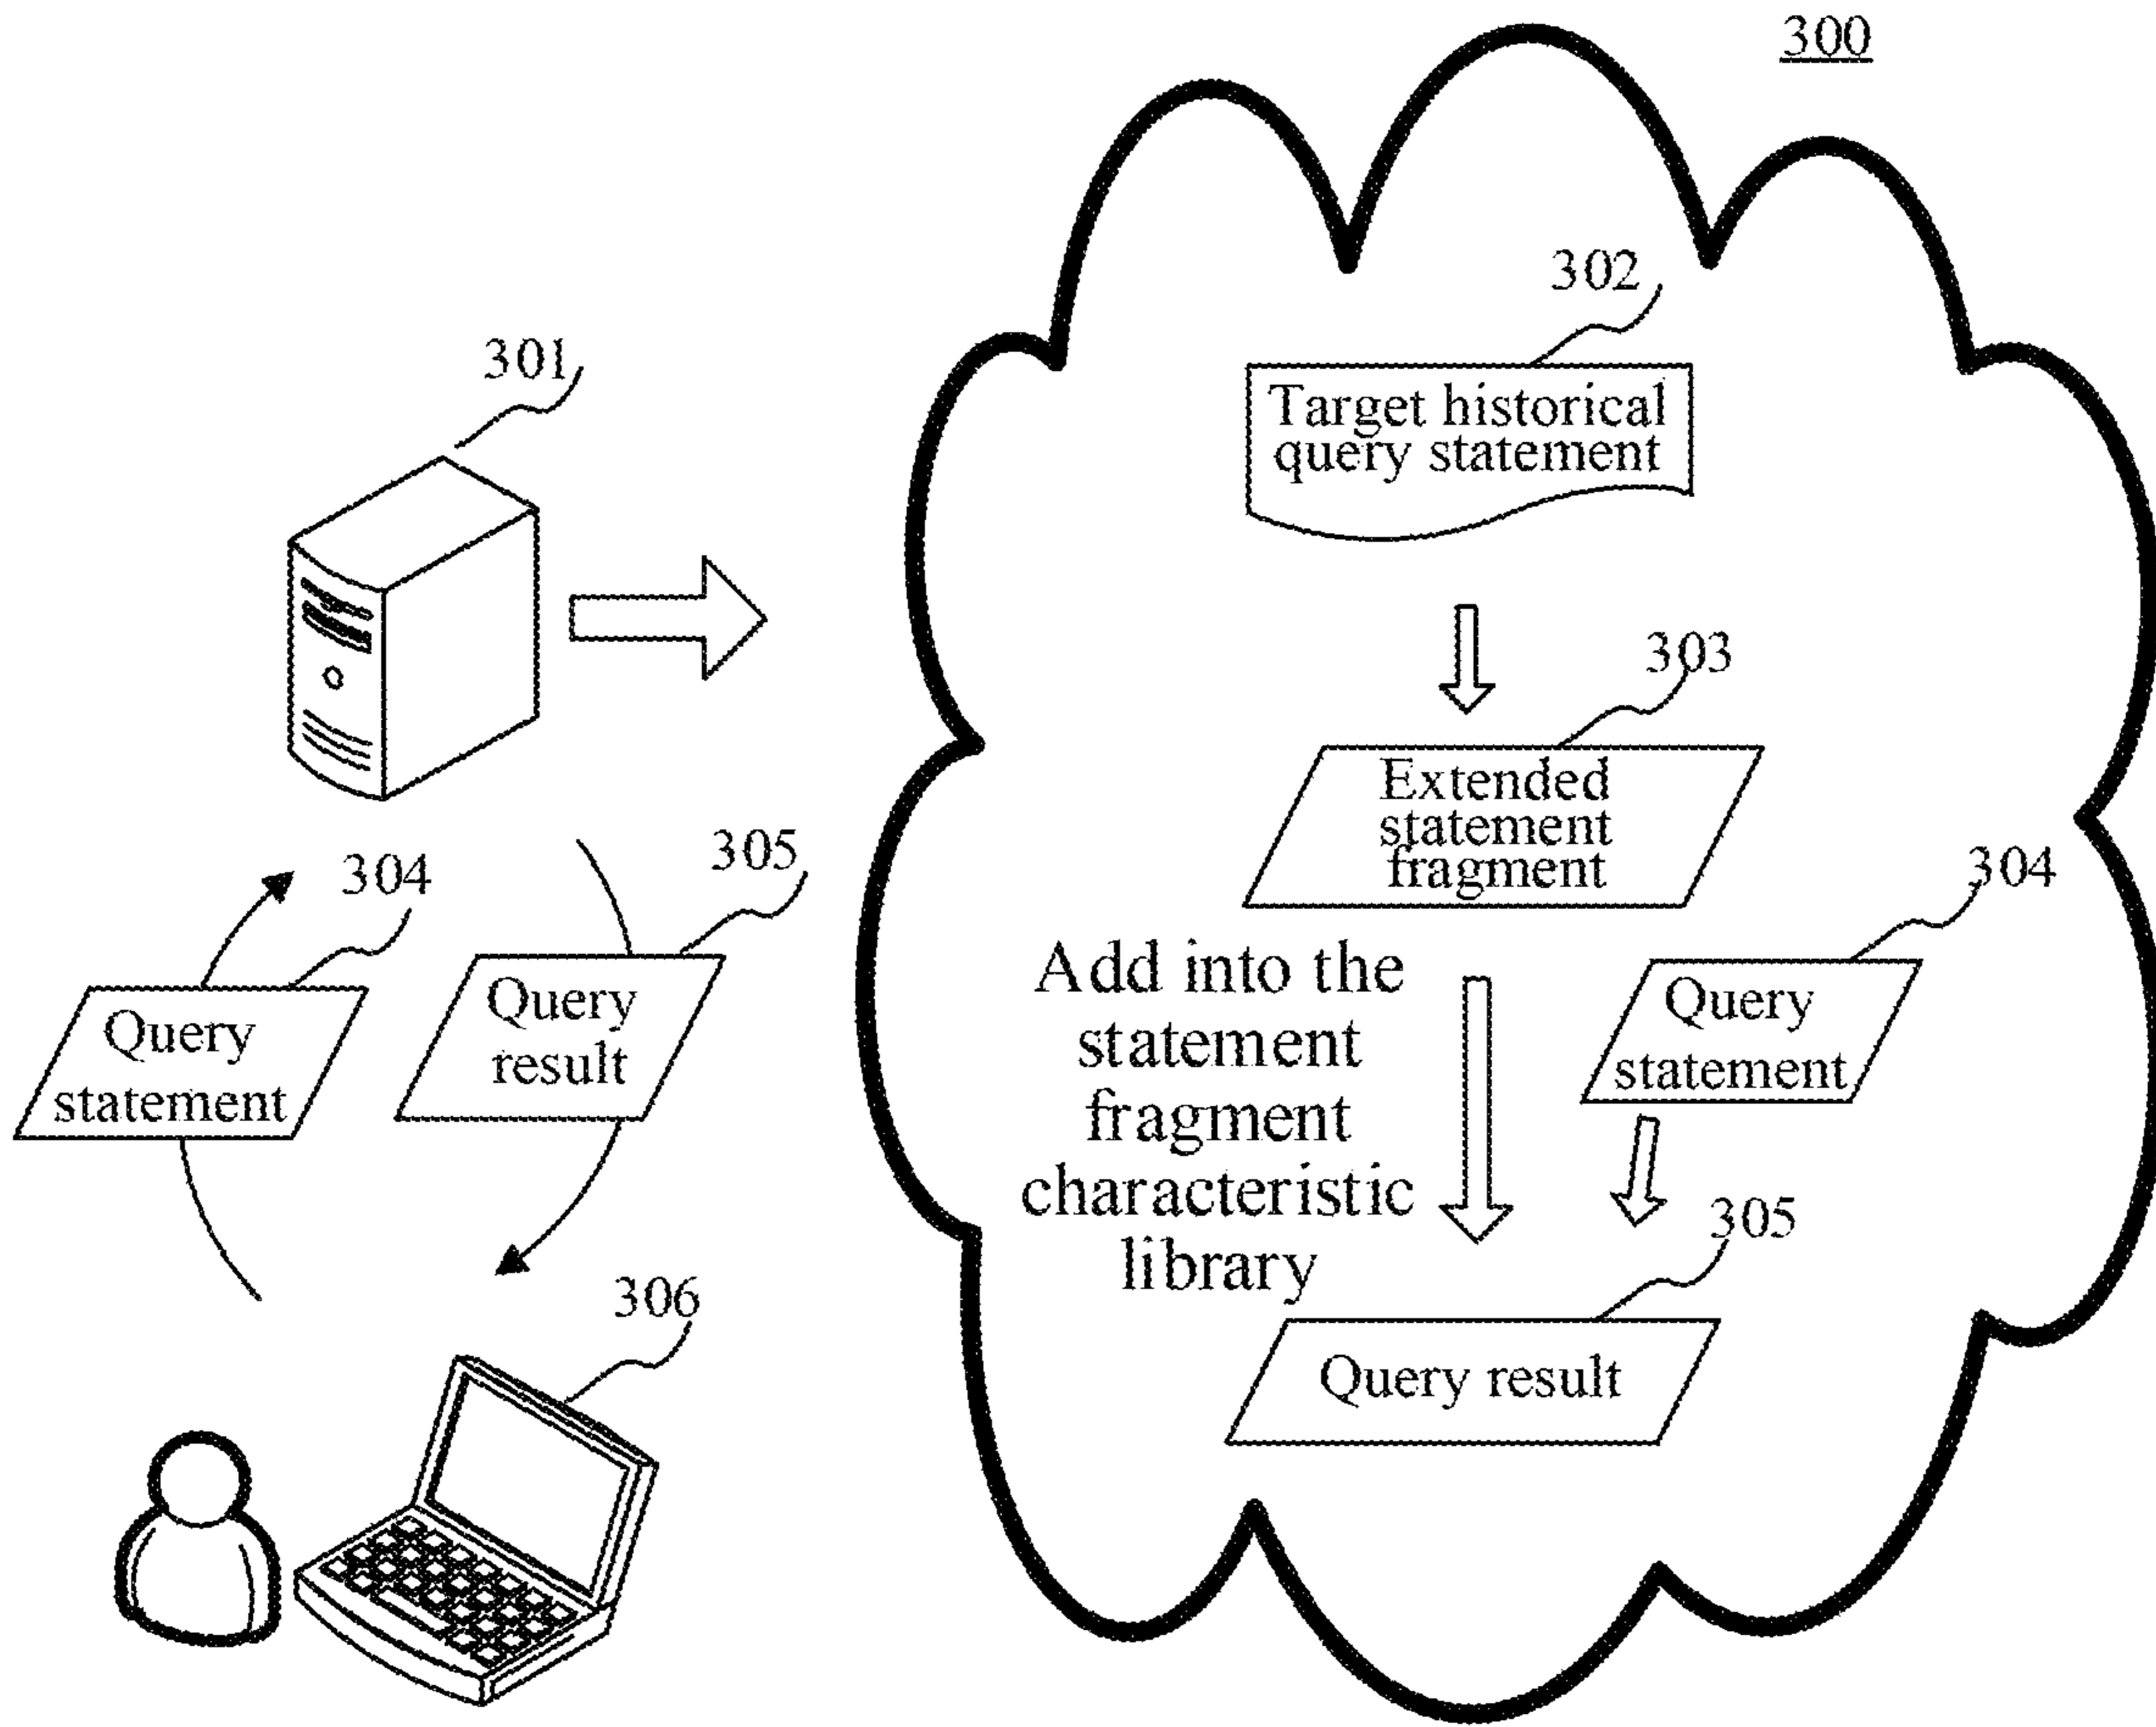 300
302
301
Target historical
query statement
303
Extended
statement
fragment
304
305
304
Add into the
statement
fragment
characteristic
library
Query
statement
Query
result
Query
statement
305
306
Query result